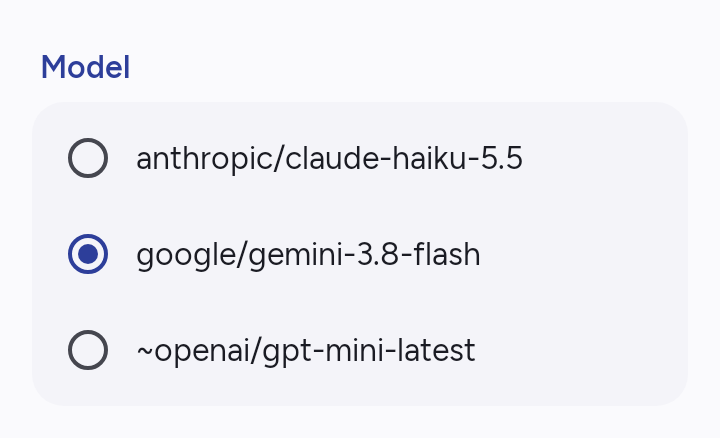 Model
anthropic/claude-haiku-5.5
google/gemini-3.8-flash
~openai/gpt-mini-latest